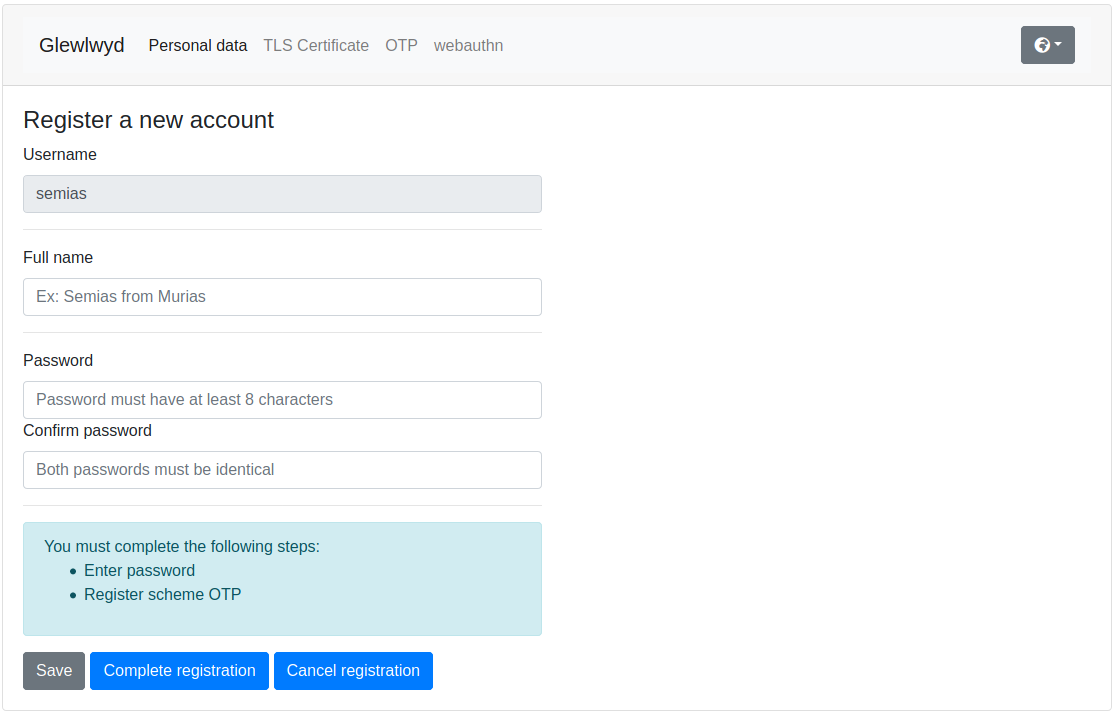 Glewlwyd Personal data TLS Certificate OTP webauthn
Register a new account
Username
semias
Full name
Ex: Semias from Murias
Password
Password must have at least 8 characters
Confirm password
Both passwords must be identical
You must complete the following steps:
• Enter password
• Register scheme OTP
Save Complete registration Cancel registration